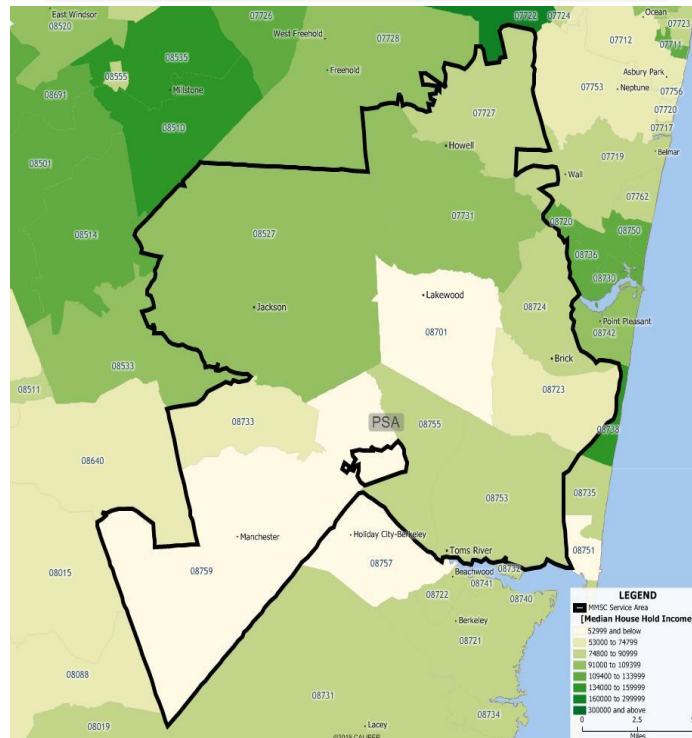 East Windsor
08520
07726
07722
07724
Ocean
07723
West Freehold
07728
07712
07711
08535
08555
Freehold
Asbury Park
07753
Neptune
07756
08691
Millstone
07720
08510
07727
07717
Howell
Belmar
08501
07719
Wall
07762
08527
07731
08720
08750
08514
08736
08730
Lakewood
08701
08724
Jackson
Point Pleasant
08742
Brick
08533
08511
08723
08733
PSA
08755
08738
08640
08735
08753
Manchester
Holiday City-Berkeley
Toms River
08751
08759
08757
08732
Beachwood
08741
08015
08722
08740
Berkeley
08721
08088
08731
08734
08019
Lacey
©2018 CALIPER
LEGEND
MMSC Service Area
[Median House Hold Income
52999 and below
53000 to 74799
74800 to 90999
91000 to 109399
109400 to 133999
134000 to 159999
160000 to 299999
300000 and above
0 2.5 5
Miles